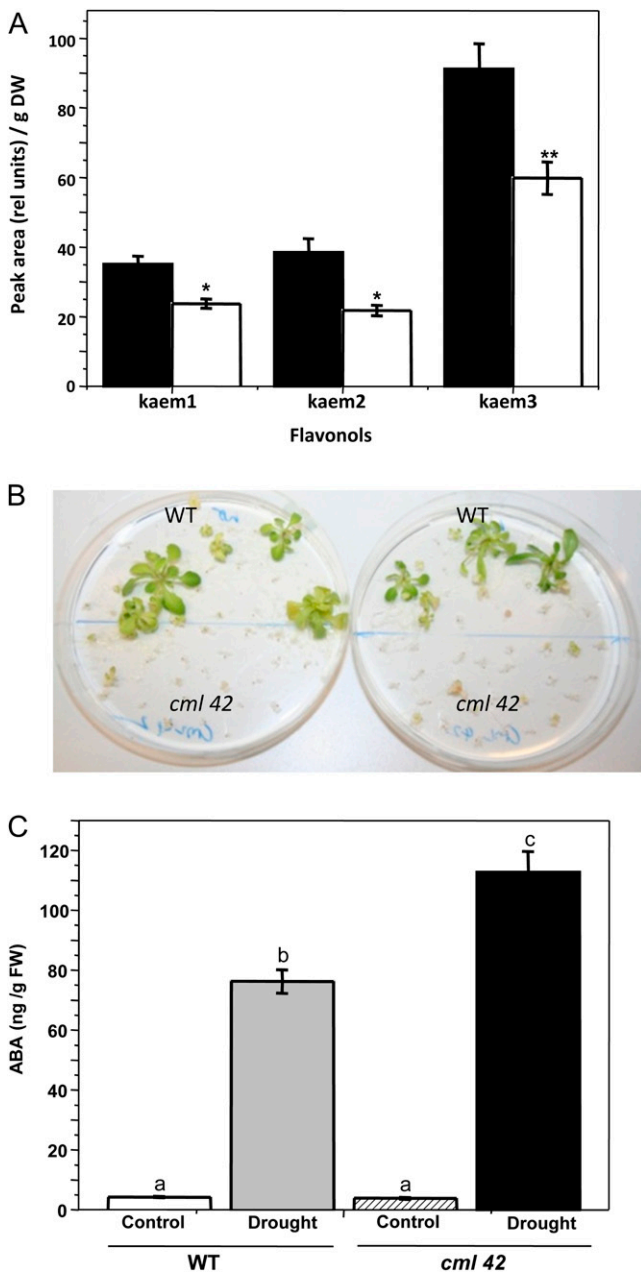 A
Peak area (rel units) / g DW
100
80
60
40
20
0
*
*
**
kaem1 kaem2 kaem3
Flavonols
B
WT WT
cml 42 cml 42
C
ABA (ng /g FW)
120
100
80
60
40
20
0
a
b
a
c
Control Drought Control Drought
WT cml 42